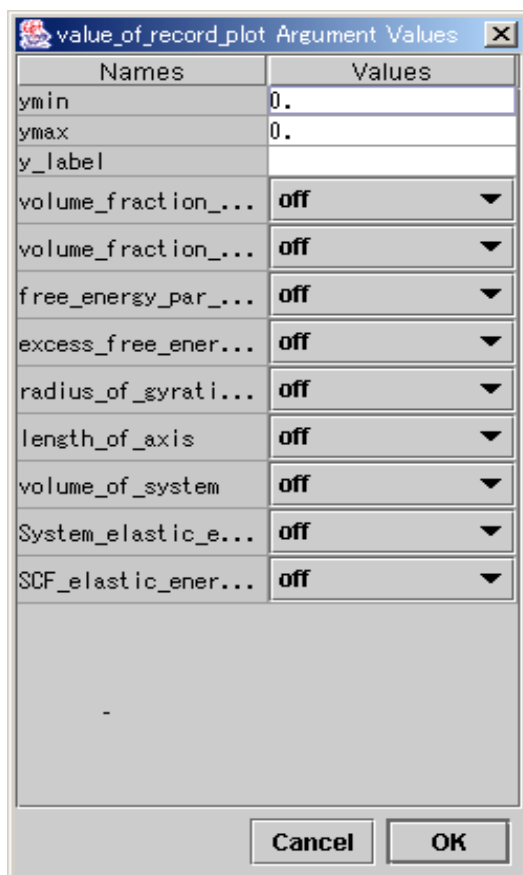 value_of_record_plot Argument Values
Names Values
ymin 0.
ymax 0.
y_label
volume_fraction_... off
volume_fraction_... off
free_energy_par_... off
excess_free_ener... off
radius_of_gyrati... off
length_of_axis off
volume_of_system off
System_elastic_e... off
SCF_elastic_ener... off
-
Cancel OK